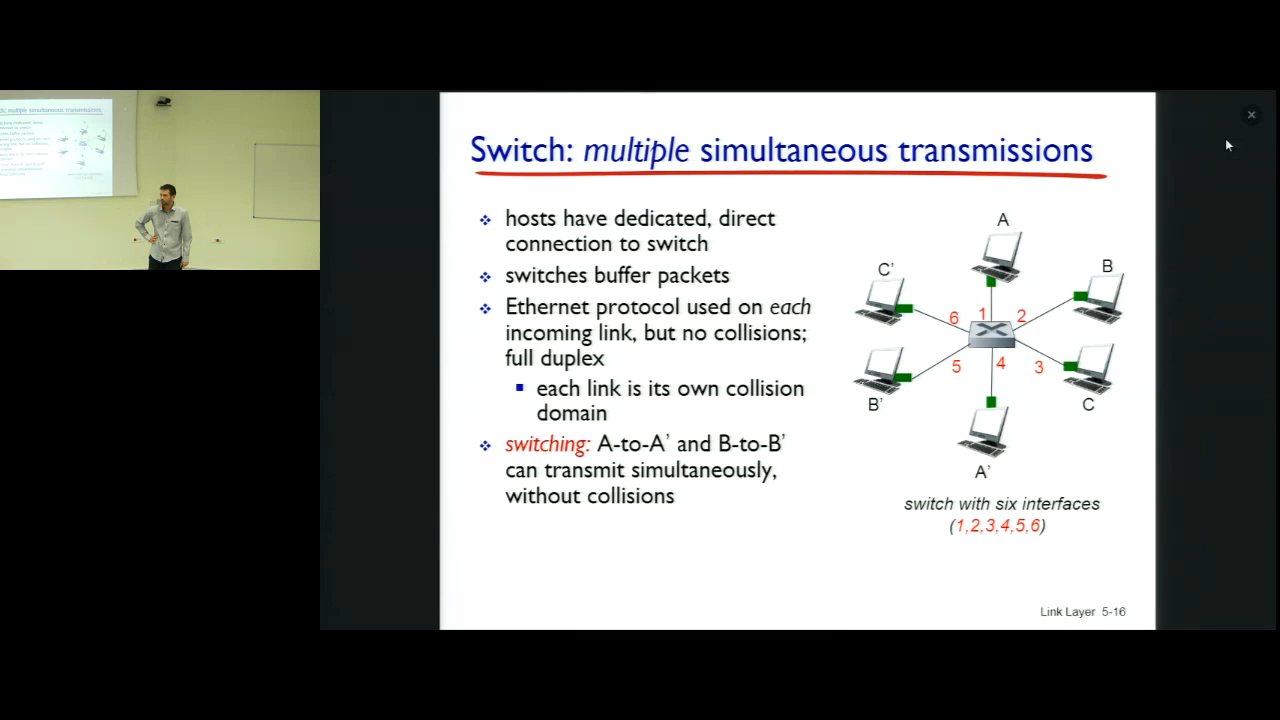 Switch: multiple simultaneous transmissions
hosts have dedicated, direct
connection to switch
switches buffer packets
Ethernet protocol used on each
incoming link, but no collisions;
full duplex
each link is its own collision
domain
switching: A-to-A' and B-to-B'
can transmit simultaneously,
without collisions
A
B
C'
6
1
2
5
4
3
B'
C
A'
switch with six interfaces
(1,2,3,4,5,6)
Link Layer 5-16